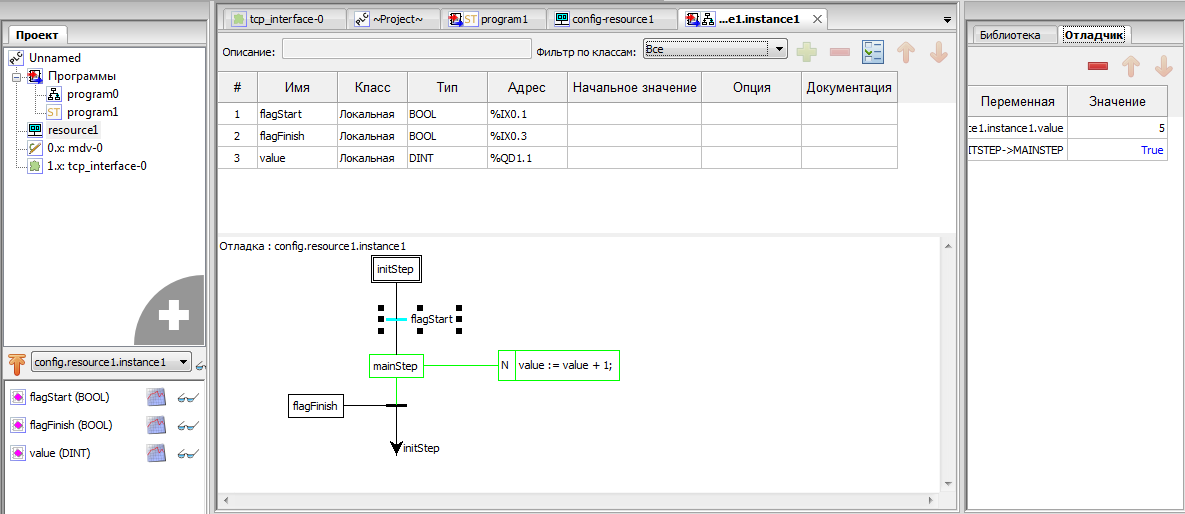 Проект
Unnamed
Программы
program0
ST program1
resource1
0.x: mdv-0
1.x: tcp_interface-0
config.resource1.instance1
flagStart (BOOL)
flagFinish (BOOL)
value (DINT)
tcp_interface-0 ~Project~ ST program1 config-resource1 ...e1.instance1
Описание: Фильтр по классам: Все
# Имя Класс Тип Адрес Начальное значение Опция Документация
1 flagStart Локальная BOOL %IX0.1
2 flagFinish Локальная BOOL %IX0.3
3 value Локальная DINT %QD1.1
Отладка : config.resource1.instance1
initStep
flagStart
mainStep N value := value + 1;
flagFinish
initStep
Библиотека Отладчик
Переменная Значение
ce1.instance1.value 5
ITSTEP->MAINSTEP True